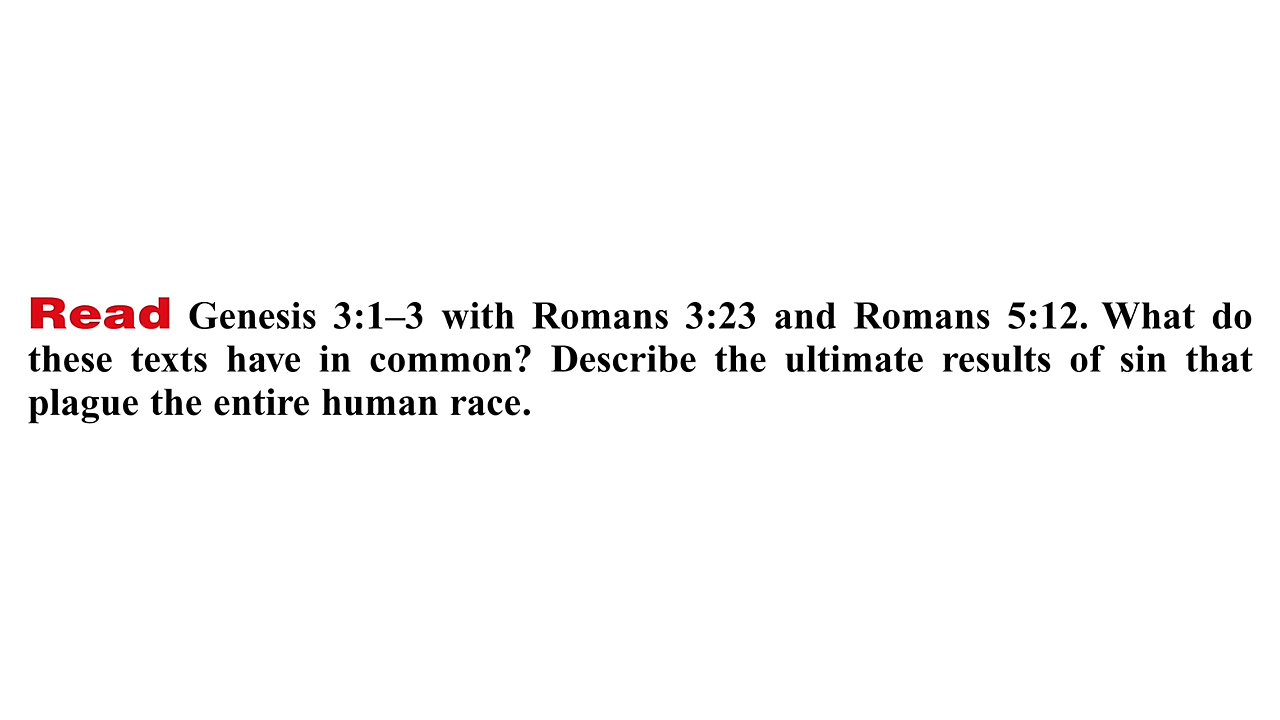 Read Genesis 3:1–3 with Romans 3:23 and Romans 5:12. What do
these texts have in common? Describe the ultimate results of sin that
plague the entire human race.